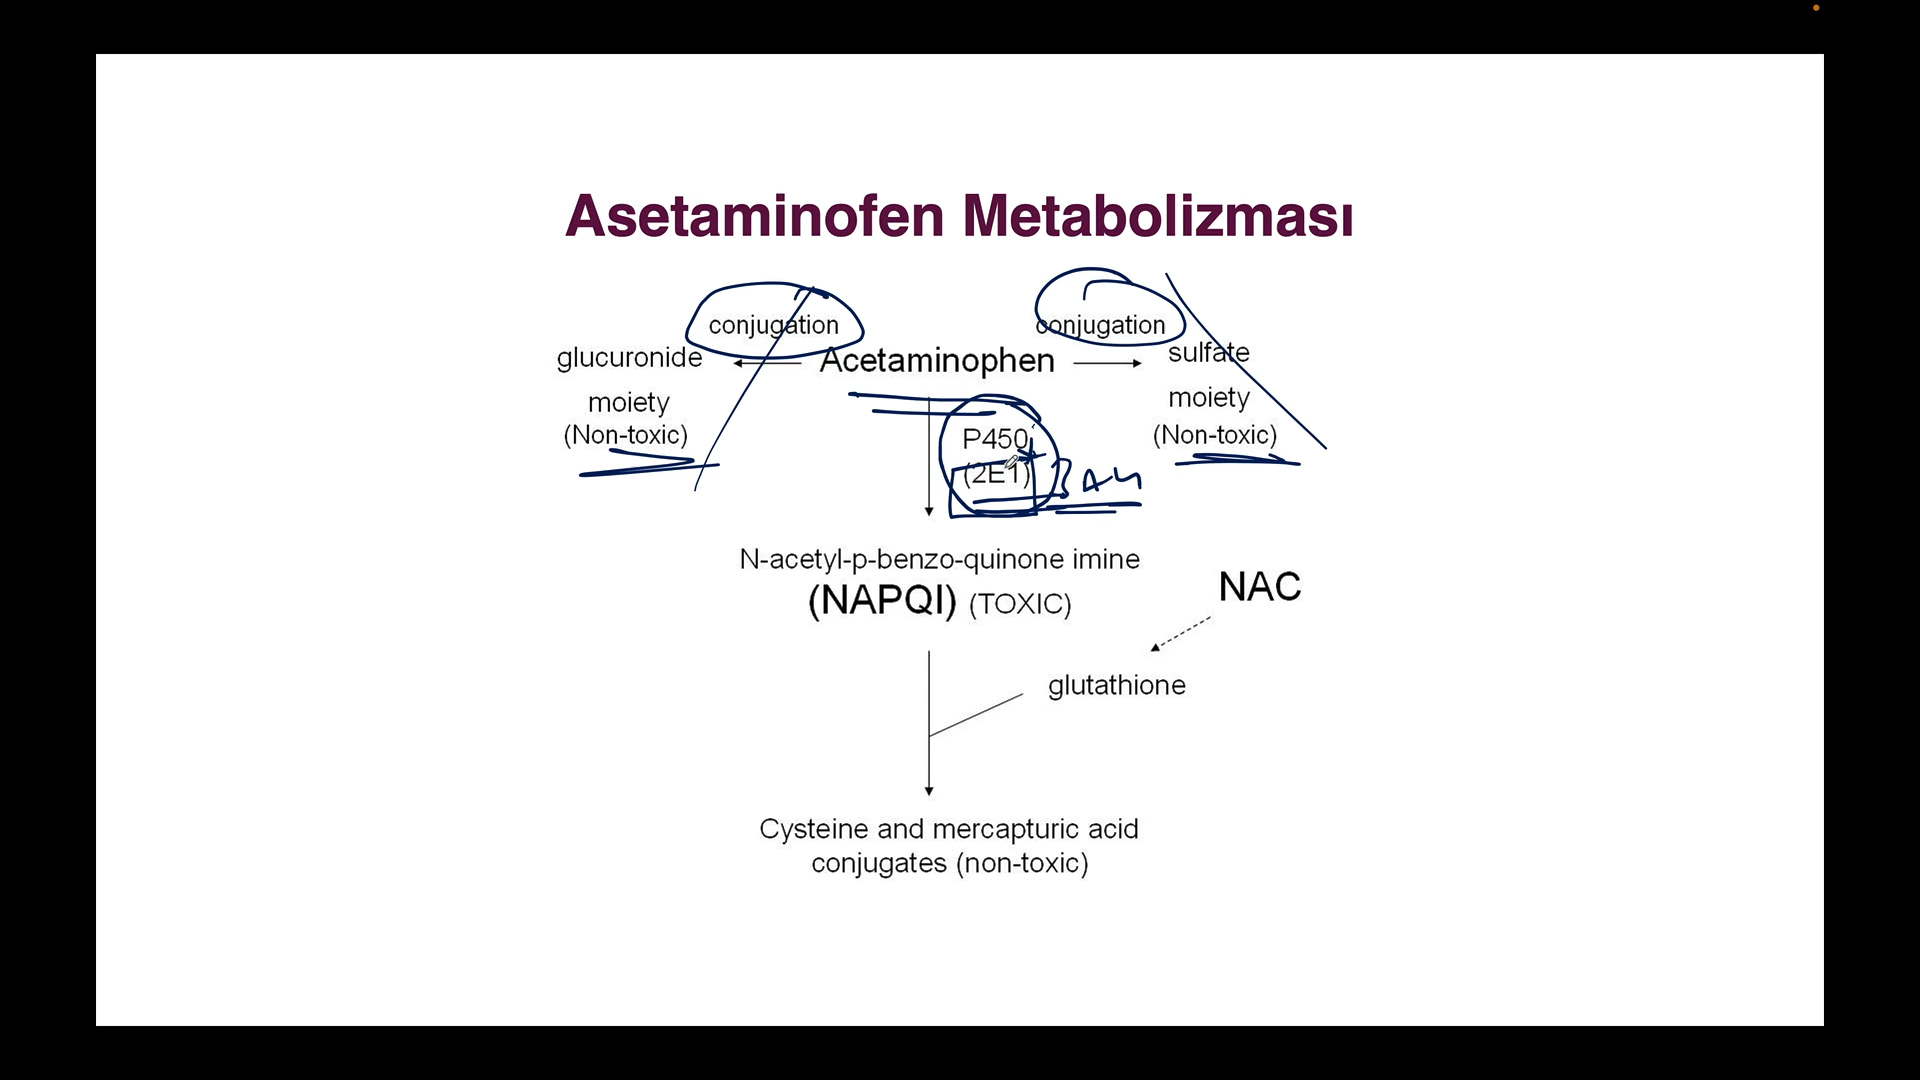 Asetaminofen Metabolizması
conjugation
conjugation
glucuronide
Acetaminophen
sulfate
moiety
(Non-toxic)
moiety
(Non-toxic)
P450
(2E1)
3A4
N-acetyl-p-benzo-quinone imine
(NAPQI) (TOXIC)
NAC
glutathione
Cysteine and mercapturic acid
conjugates (non-toxic)